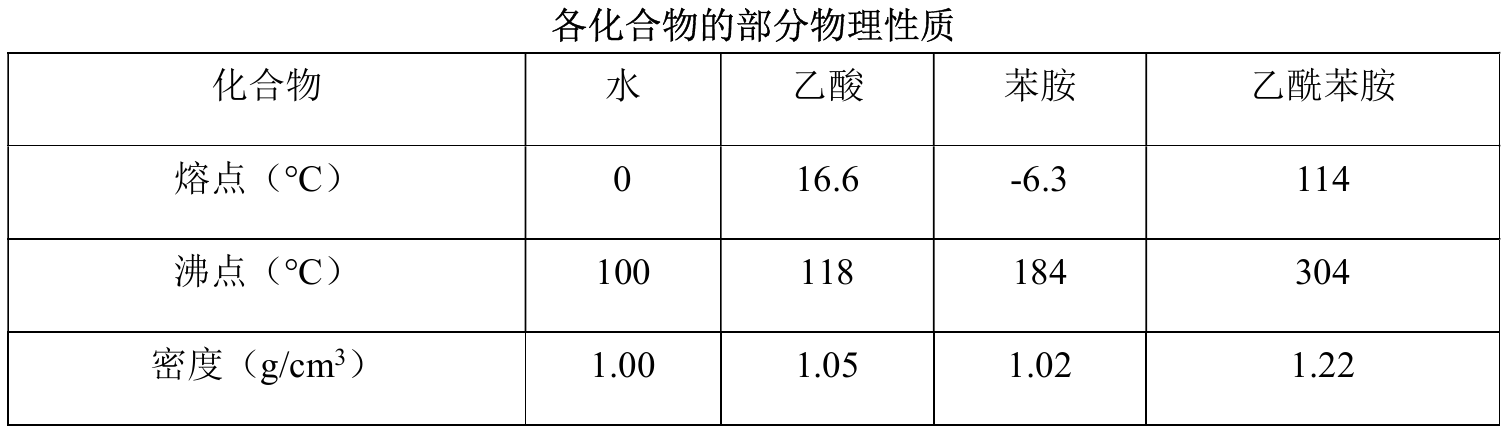 各化合物的部分物理性质
化合物 水 乙酸 苯胺 乙酰苯胺
熔点（℃） 0 16.6 -6.3 114
沸点（℃） 100 118 184 304
密度（g/cm³） 1.00 1.05 1.02 1.22